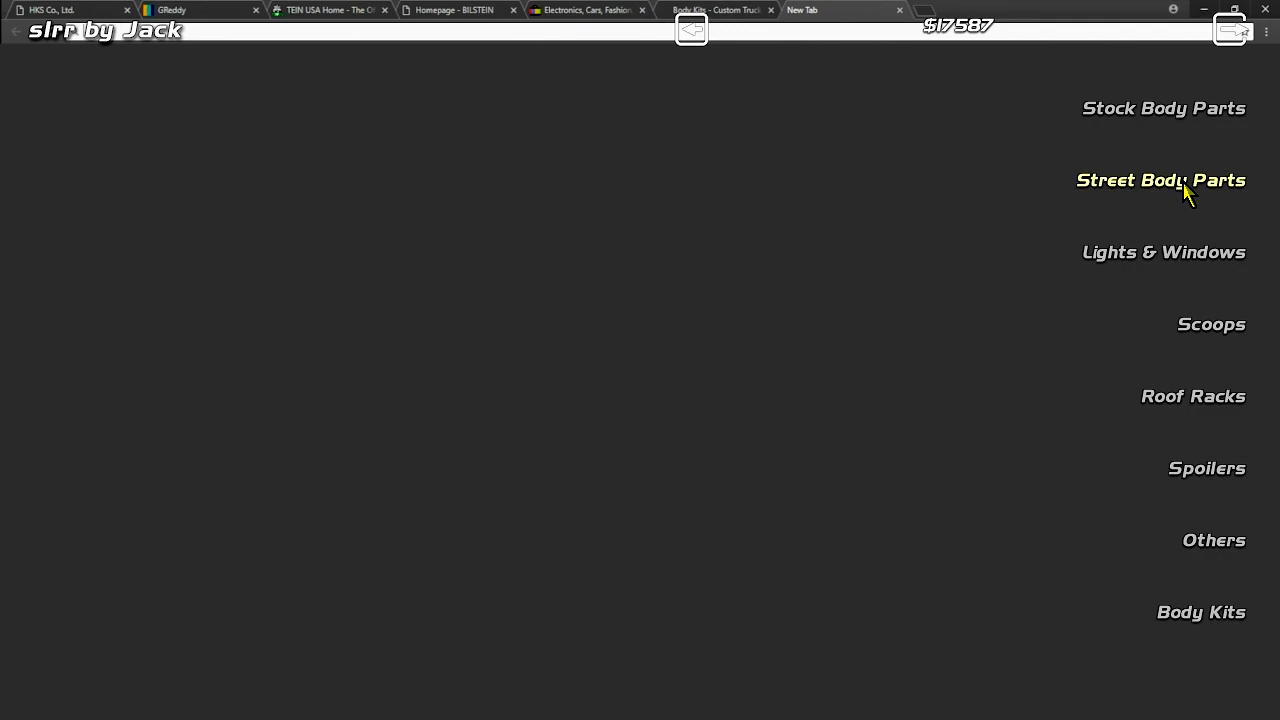 HKS Co., Ltd.
GReddy
TEIN USA Home - The O
Homepage - BILSTEIN
Electronics, Cars, Fashion,
Body Kits - Custom Truck
New Tab
slrr by Jack
$17587
Stock Body Parts
Street Body Parts
Lights & Windows
Scoops
Roof Racks
Spoilers
Others
Body Kits